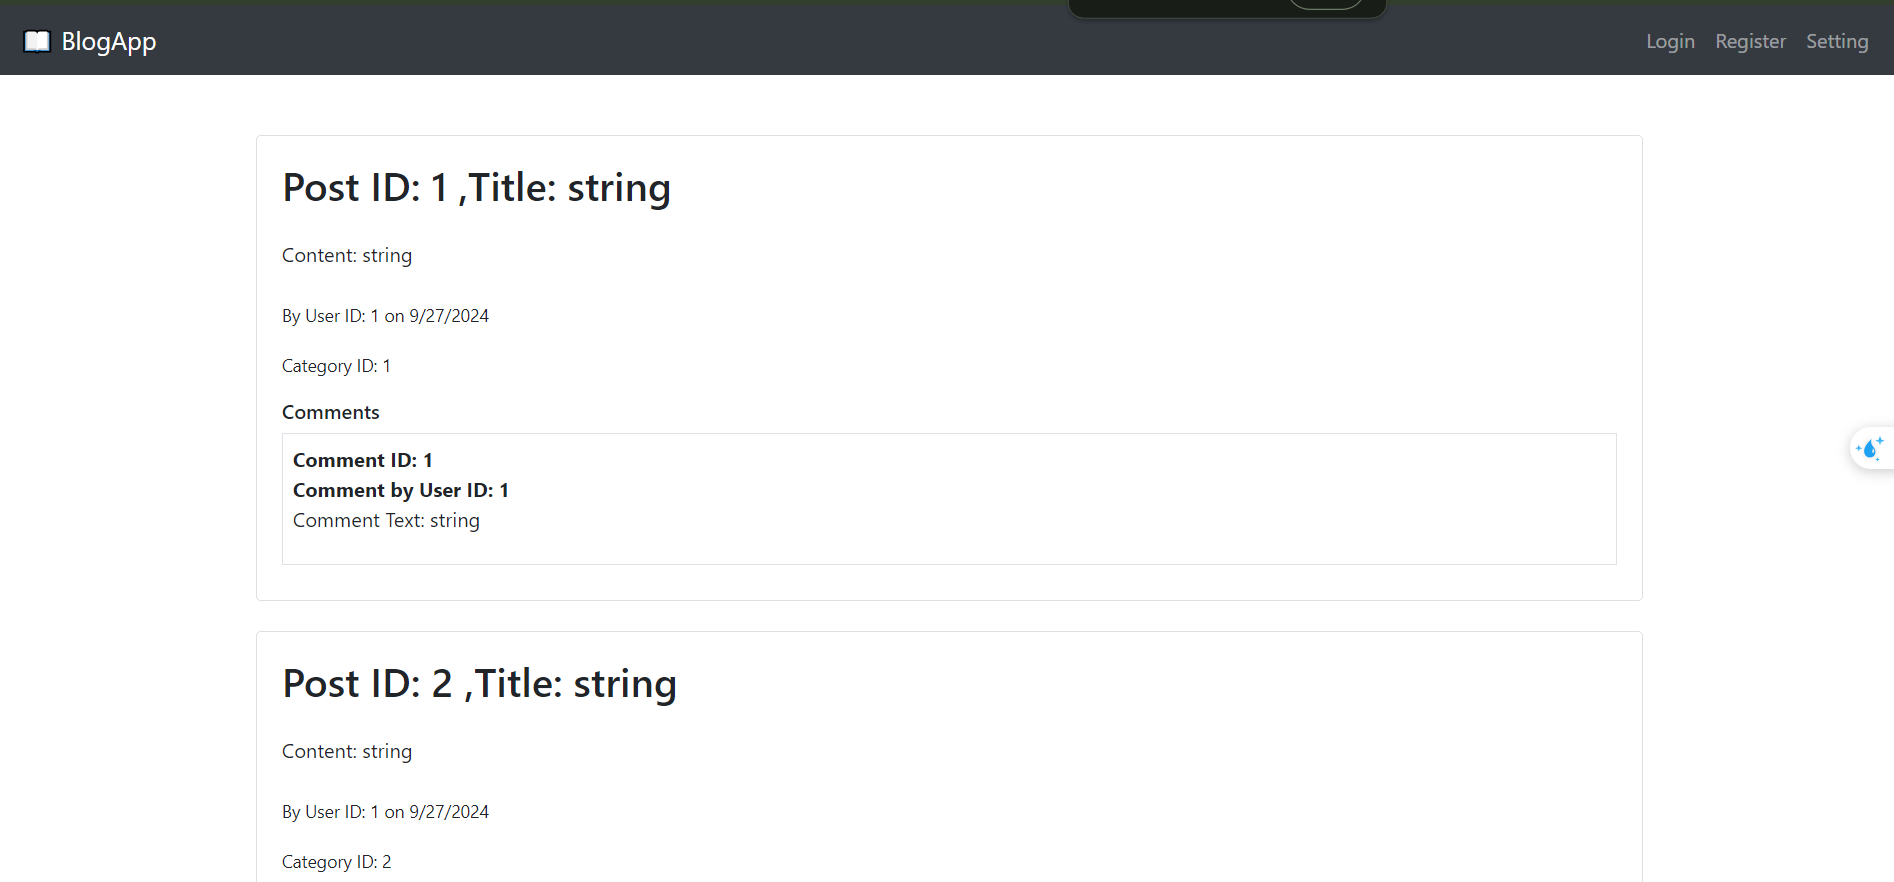 BlogApp
Login Register Setting
Post ID: 1 ,Title: string
Content: string
By User ID: 1 on 9/27/2024
Category ID: 1
Comments
Comment ID: 1
Comment by User ID: 1
Comment Text: string
Post ID: 2 ,Title: string
Content: string
By User ID: 1 on 9/27/2024
Category ID: 2